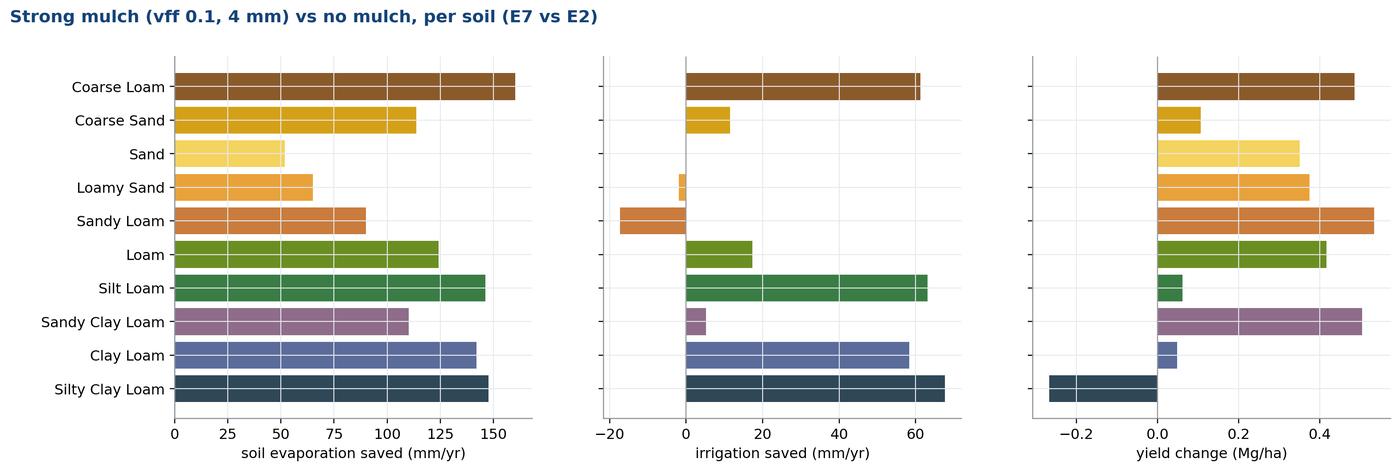 Strong mulch (vff 0.1, 4 mm) vs no mulch, per soil (E7 vs E2)
Coarse Loam
Coarse Sand
Sand
Loamy Sand
Sandy Loam
Loam
Silt Loam
Sandy Clay Loam
Clay Loam
Silty Clay Loam
0 25 50 75 100 125 150
soil evaporation saved (mm/yr)
−20 0 20 40 60
irrigation saved (mm/yr)
−0.2 0.0 0.2 0.4
yield change (Mg/ha)